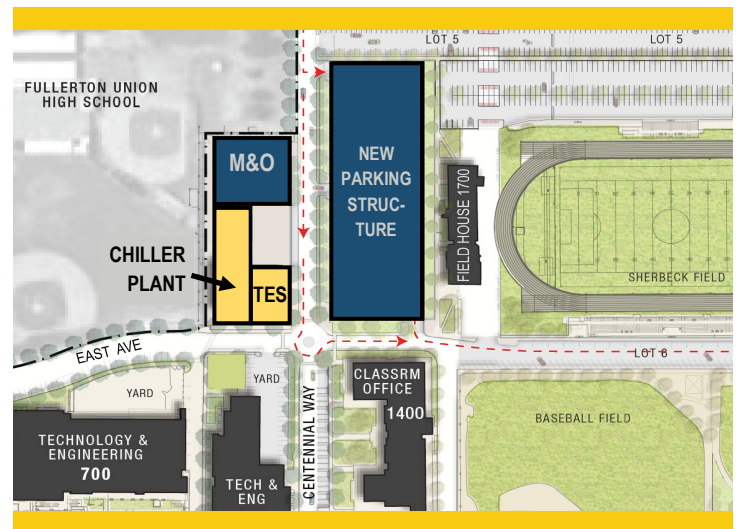 LOT 5
LOT 5
FULLERTON UNION
HIGH SCHOOL
M&O
NEW
PARKING
STRUC-
TURE
FIELD HOUSE 1700
CHILLER
PLANT
TES
SHERBECK FIELD
EAST AVE
LOT 6
YARD
YARD
CLASSRM
OFFICE
1400
CENTENNIAL WAY
BASEBALL FIELD
TECHNOLOGY &
ENGINEERING
700
TECH &
ENG